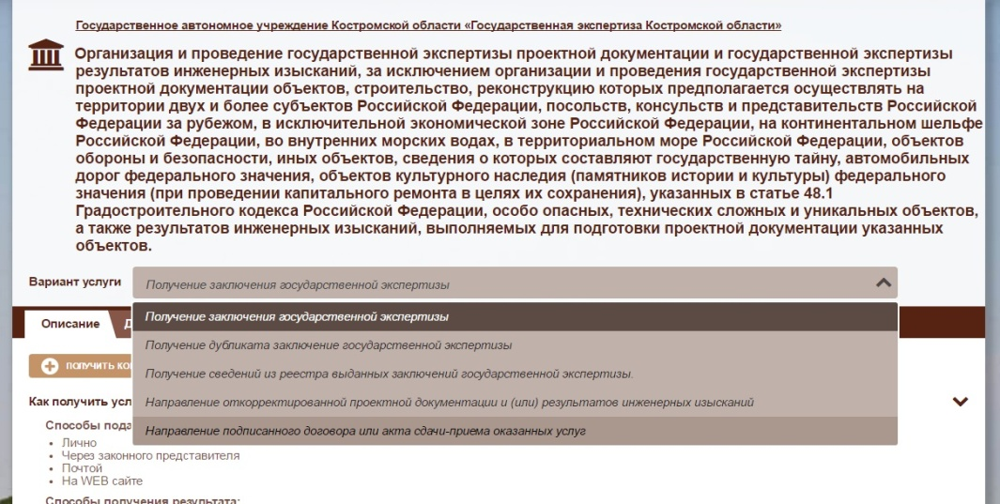 Государственное автономное учреждение Костромской области «Государственная экспертиза Костромской области»
Организация и проведение государственной экспертизы проектной документации и государственной экспертизы
результатов инженерных изысканий, за исключением организации и проведения государственной экспертизы
проектной документации объектов, строительство, реконструкцию которых предполагается осуществлять на
территории двух и более субъектов Российской Федерации, посольств, консульств и представительств Российской
Федерации за рубежом, в исключительной экономической зоне Российской Федерации, на континентальном шельфе
Российской Федерации, во внутренних морских водах, в территориальном море Российской Федерации, объектов
обороны и безопасности, иных объектов, сведения о которых составляют государственную тайну, автомобильных
дорог федерального значения, объектов культурного наследия (памятников истории и культуры) федерального
значения (при проведении капитального ремонта в целях их сохранения), указанных в статье 48.1
Градостроительного кодекса Российской Федерации, особо опасных, технических сложных и уникальных объектов,
а также результатов инженерных изысканий, выполняемых для подготовки проектной документации указанных
объектов.
Вариант услуги
Получение заключения государственной экспертизы
Получение заключения государственной экспертизы
Описание
Получение дубликата заключение государственной экспертизы
ПОЛУЧИТЬ
Получение сведений из реестра выданных заключений государственной экспертизы.
Как получить
Направление откорректированной проектной документации и (или) результатов инженерных изысканий
Способы
Направление подписанного договора или акта сдачи-приема оказанных услуг
Лично
Через законного представителя
Почтой
На WEB сайте
Способы получения результата: